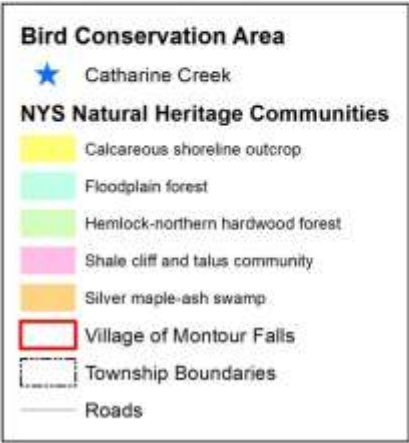 Bird Conservation Area
Catharine Creek
NYS Natural Heritage Communities
Calcareous shoreline outcrop
Floodplain forest
Hemlock-northern hardwood forest
Shale cliff and talus community
Silver maple-ash swamp
Village of Montour Falls
Township Boundaries
Roads